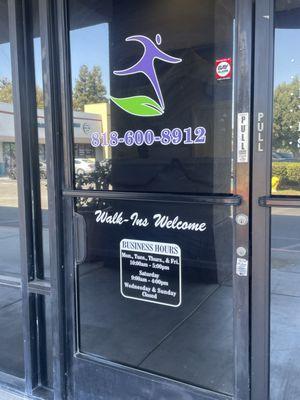 818-600-8912
PULL
PULL
Walk-Ins Welcome
BUSINESS HOURS
Mon., Tues., Thurs., & Fri.
10:00am - 5:00pm
Saturday
9:00am - 4:00pm
Wednesday & Sunday
Closed